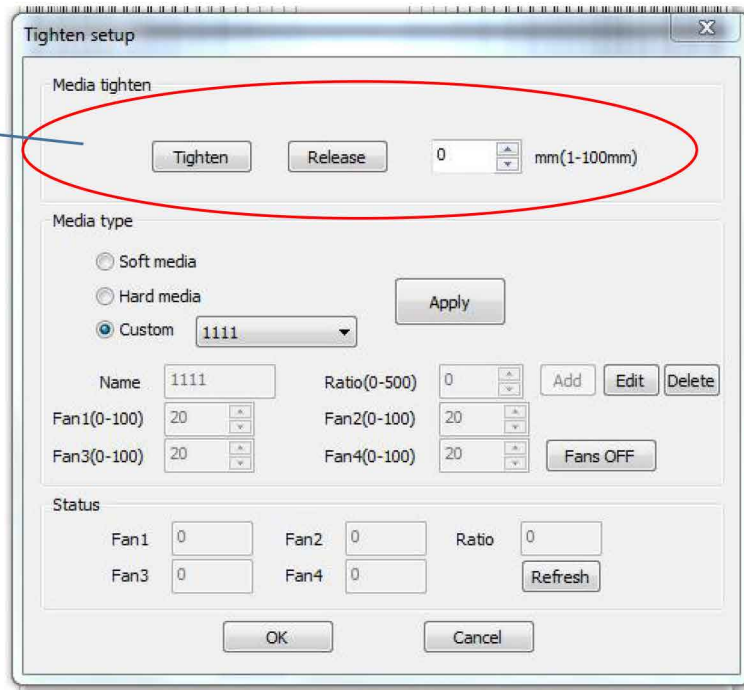 Tighten setup
Media tighten
Tighten Release 0 mm(1-100mm)
Media type
Soft media
Hard media
Apply
Custom 1111
Name 1111 Ratio(0-500) 0 Add Edit Delete
Fan1(0-100) 20 Fan2(0-100) 20
Fan3(0-100) 20 Fan4(0-100) 20 Fans OFF
Status
Fan1 0 Fan2 0 Ratio 0
Fan3 0 Fan4 0 Refresh
OK Cancel